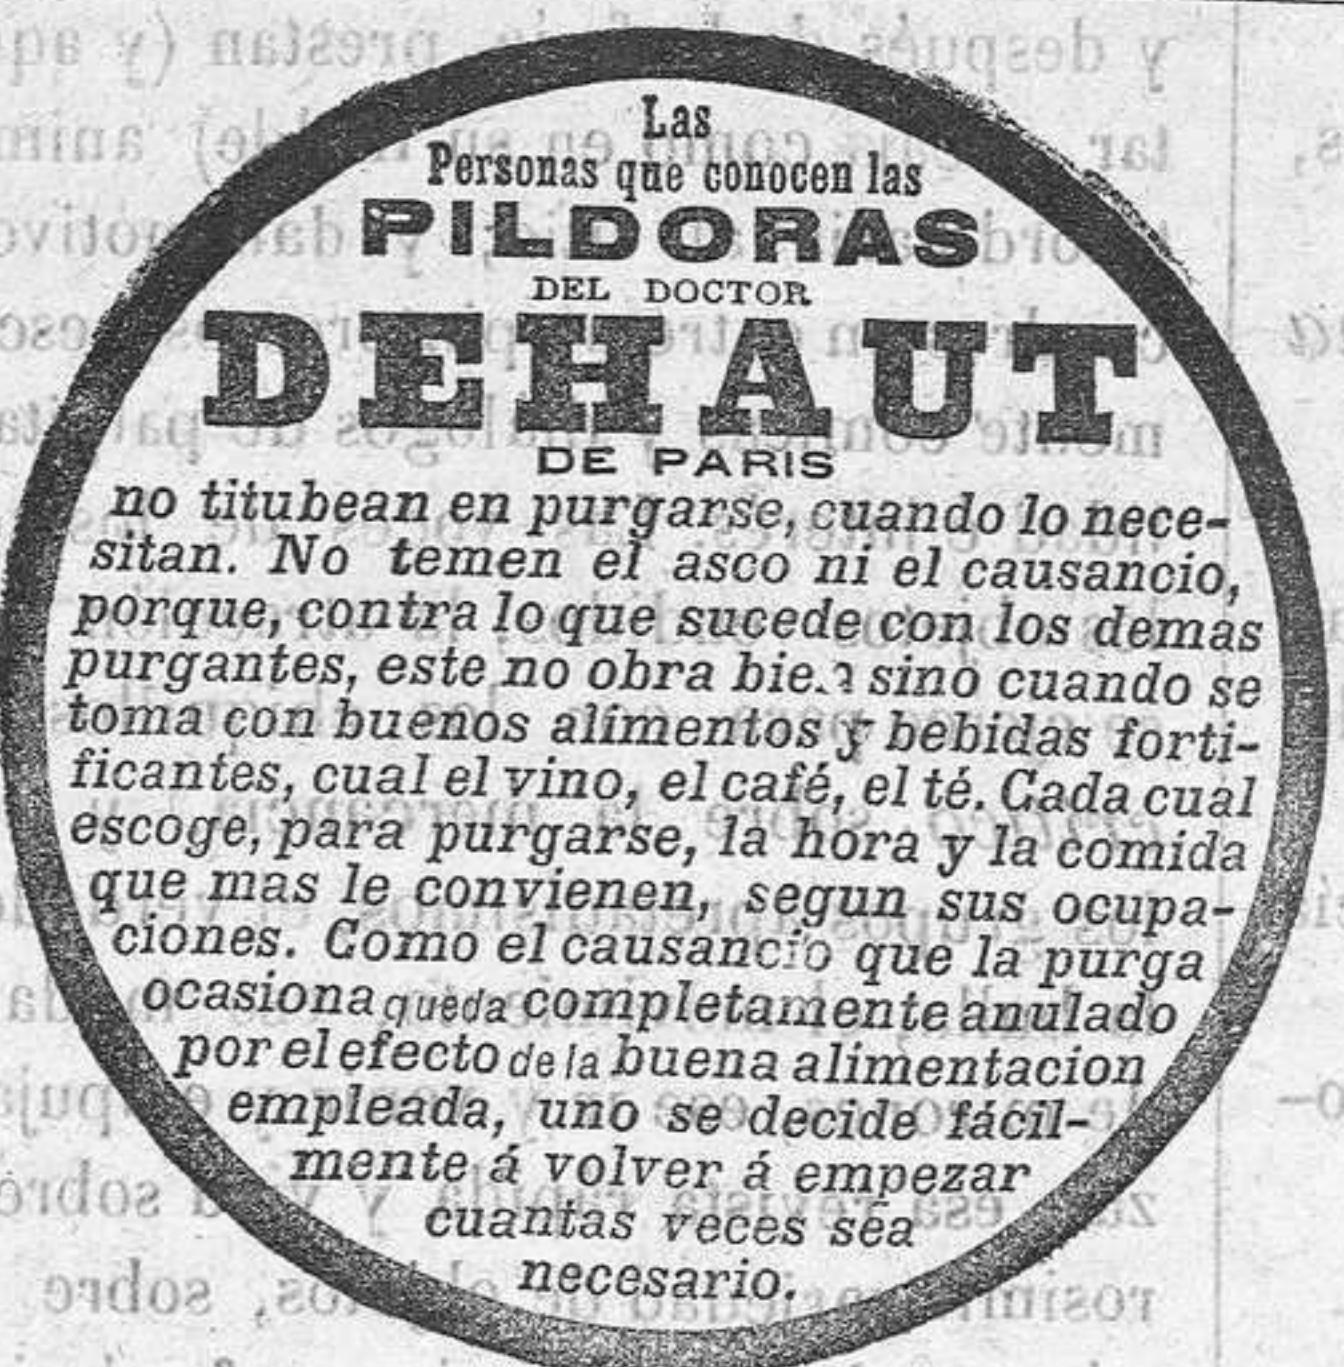 Las
Personas que conocen las
PILDORAS
DEL DOCTOR
DEHAUT
DE PARIS
no titubean en purgarse, cuando lo nece-
sitan. No temen el asco ni el causancio,
porque, contra lo que sucede con los demas
purgantes, este no obra bien sino cuando se
toma con buenos alimentos y bebidas forti-
ficantes, cual el vino, el café, el té. Cada cual
escoge, para purgarse, la hora y la comida
que mas le convienen, segun sus ocupa-
ciones. Como el causancio que la purga
ocasiona queda completamente anulado
por el efecto de la buena alimentacion
empleada, uno se decide fácil-
mente á volver á empezar
cuantas veces sea
necesario.